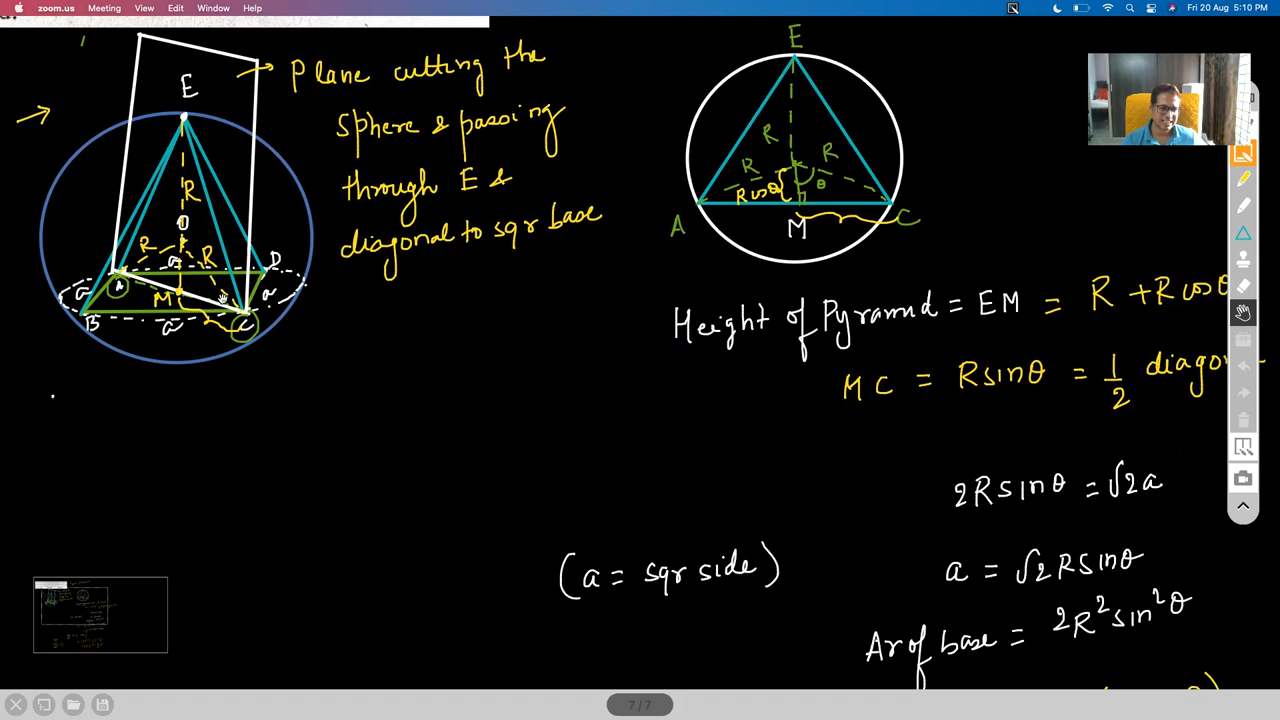 zoom.us Meeting View Edit Window Help
Fri 20 Aug 5:10 PM
E
R
O
R
R
a
A
a
M
D
a
B
a
C
→ Plane cutting the
sphere & passing
through E &
diagonal to sqr base
E
R
R
R
R cos θ
θ
A
M
C
Height of Pyramid = EM = R + R cos θ
MC = R sin θ = 1/2 diago
2R sin θ = √2a
(a = sqr side)
a = √2 R sin θ
Ar of base = 2R² sin² θ
7/7